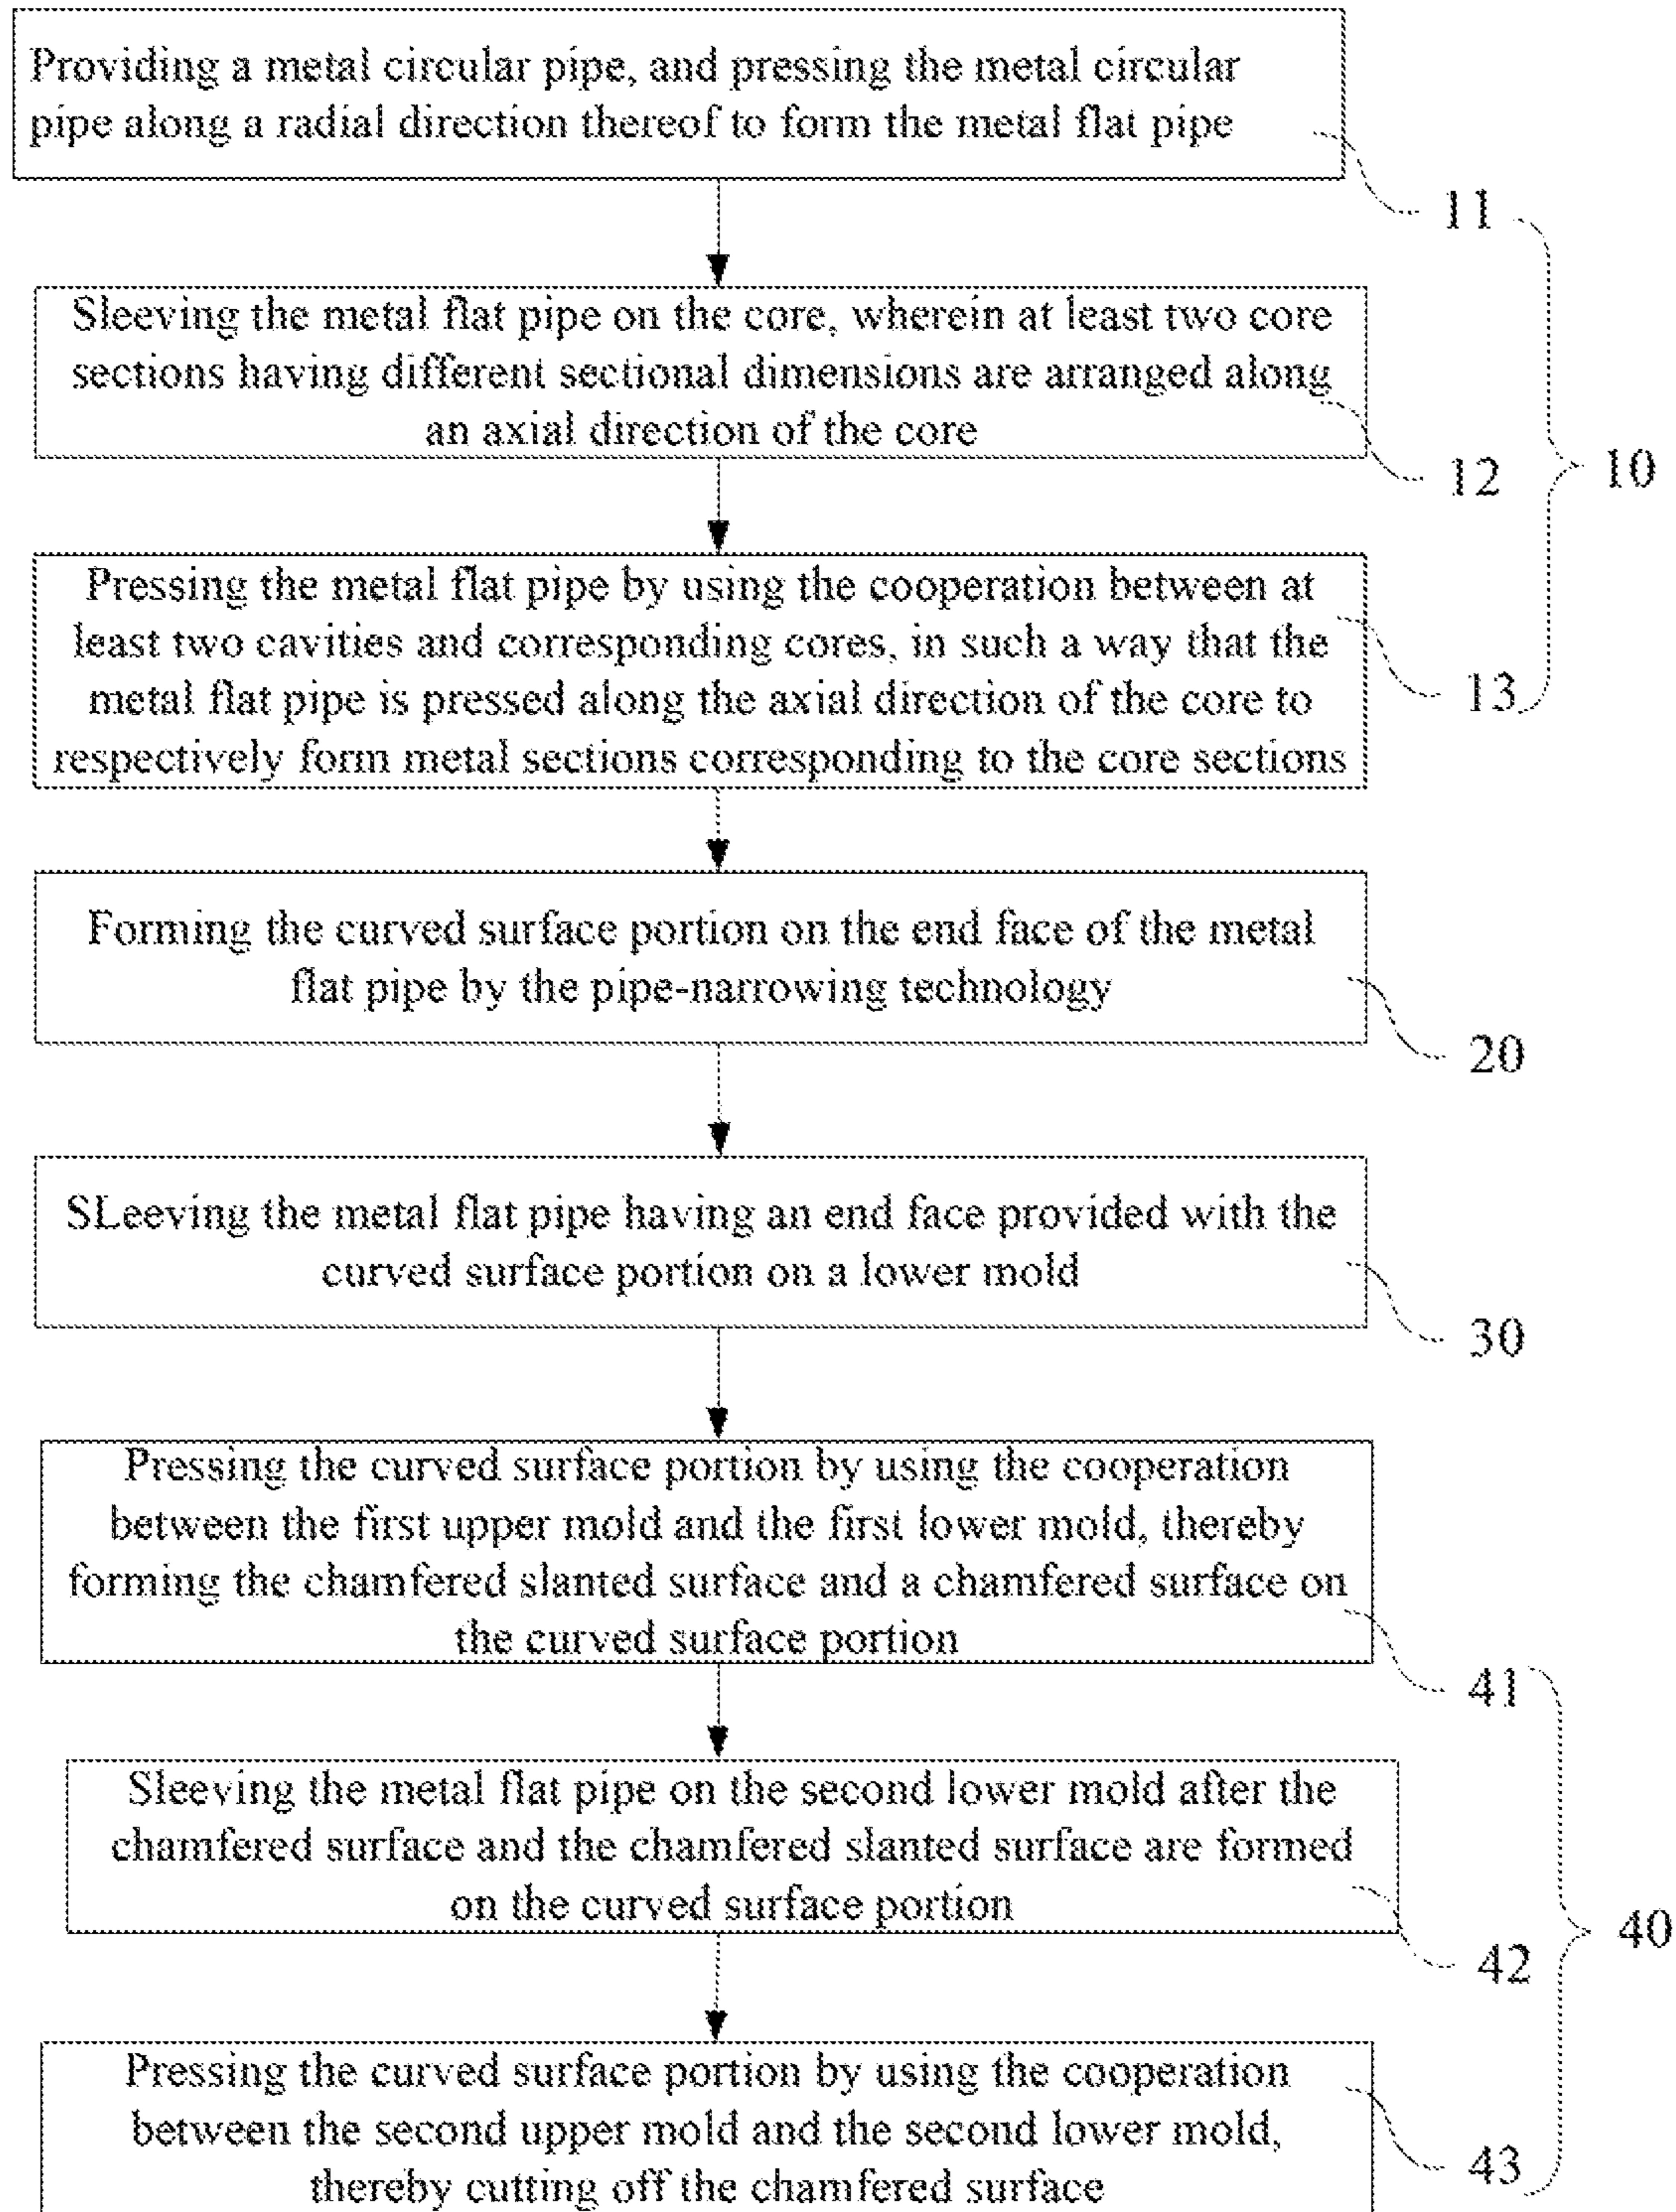 Providing a metal circular pipe, and pressing the metal circular
pipe along a radial direction thereof to form the metal flat pipe
11
Sleeving the metal flat pipe on the core, wherein at least two core
sections having different sectional dimensions are arranged along
an axial direction of the core
12
10
Pressing the metal flat pipe by using the cooperation between at
least two cavities and corresponding cores, in such a way that the
metal flat pipe is pressed along the axial direction of the core to
respectively form metal sections corresponding to the core sections
13
Forming the curved surface portion on the end face of the metal
flat pipe by the pipe-narrowing technology
20
SLeeving the metal flat pipe having an end face provided with the
curved surface portion on a lower mold
30
Pressing the curved surface portion by using the cooperation
between the first upper mold and the first lower mold, thereby
forming the chamfered slanted surface and a chamfered surface on
the curved surface portion
41
Sleeving the metal flat pipe on the second lower mold after the
chamfered surface and the chamfered slanted surface are formed
on the curved surface portion
42
40
Pressing the curved surface portion by using the cooperation
between the second upper mold and the second lower mold,
thereby cutting off the chamfered surface
43